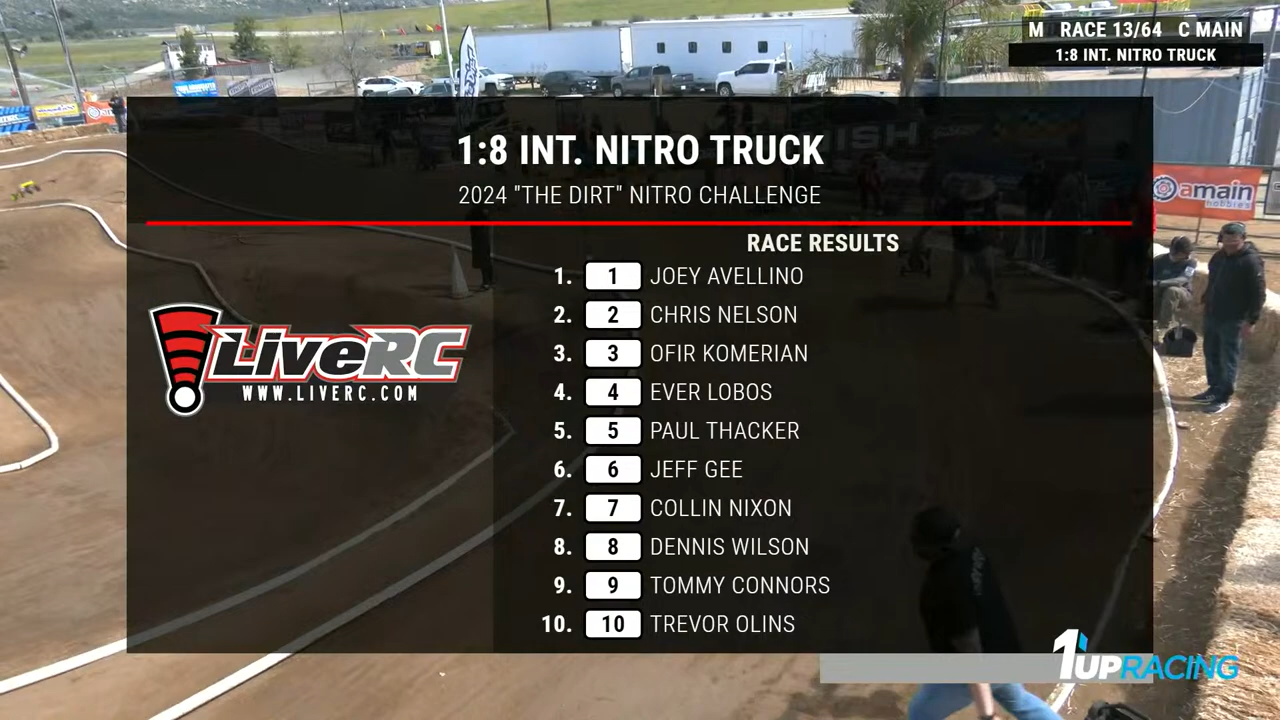 M RACE 13/64 C MAIN
1:8 INT. NITRO TRUCK
1:8 INT. NITRO TRUCK
2024 "THE DIRT" NITRO CHALLENGE
RACE RESULTS
1. 1 JOEY AVELLINO
2. 2 CHRIS NELSON
3. 3 OFIR KOMERIAN
4. 4 EVER LOBOS
5. 5 PAUL THACKER
6. 6 JEFF GEE
7. 7 COLLIN NIXON
8. 8 DENNIS WILSON
9. 9 TOMMY CONNORS
10. 10 TREVOR OLINS
LiveRC
WWW.LIVERC.COM
amain
hobbies
1UPRACING